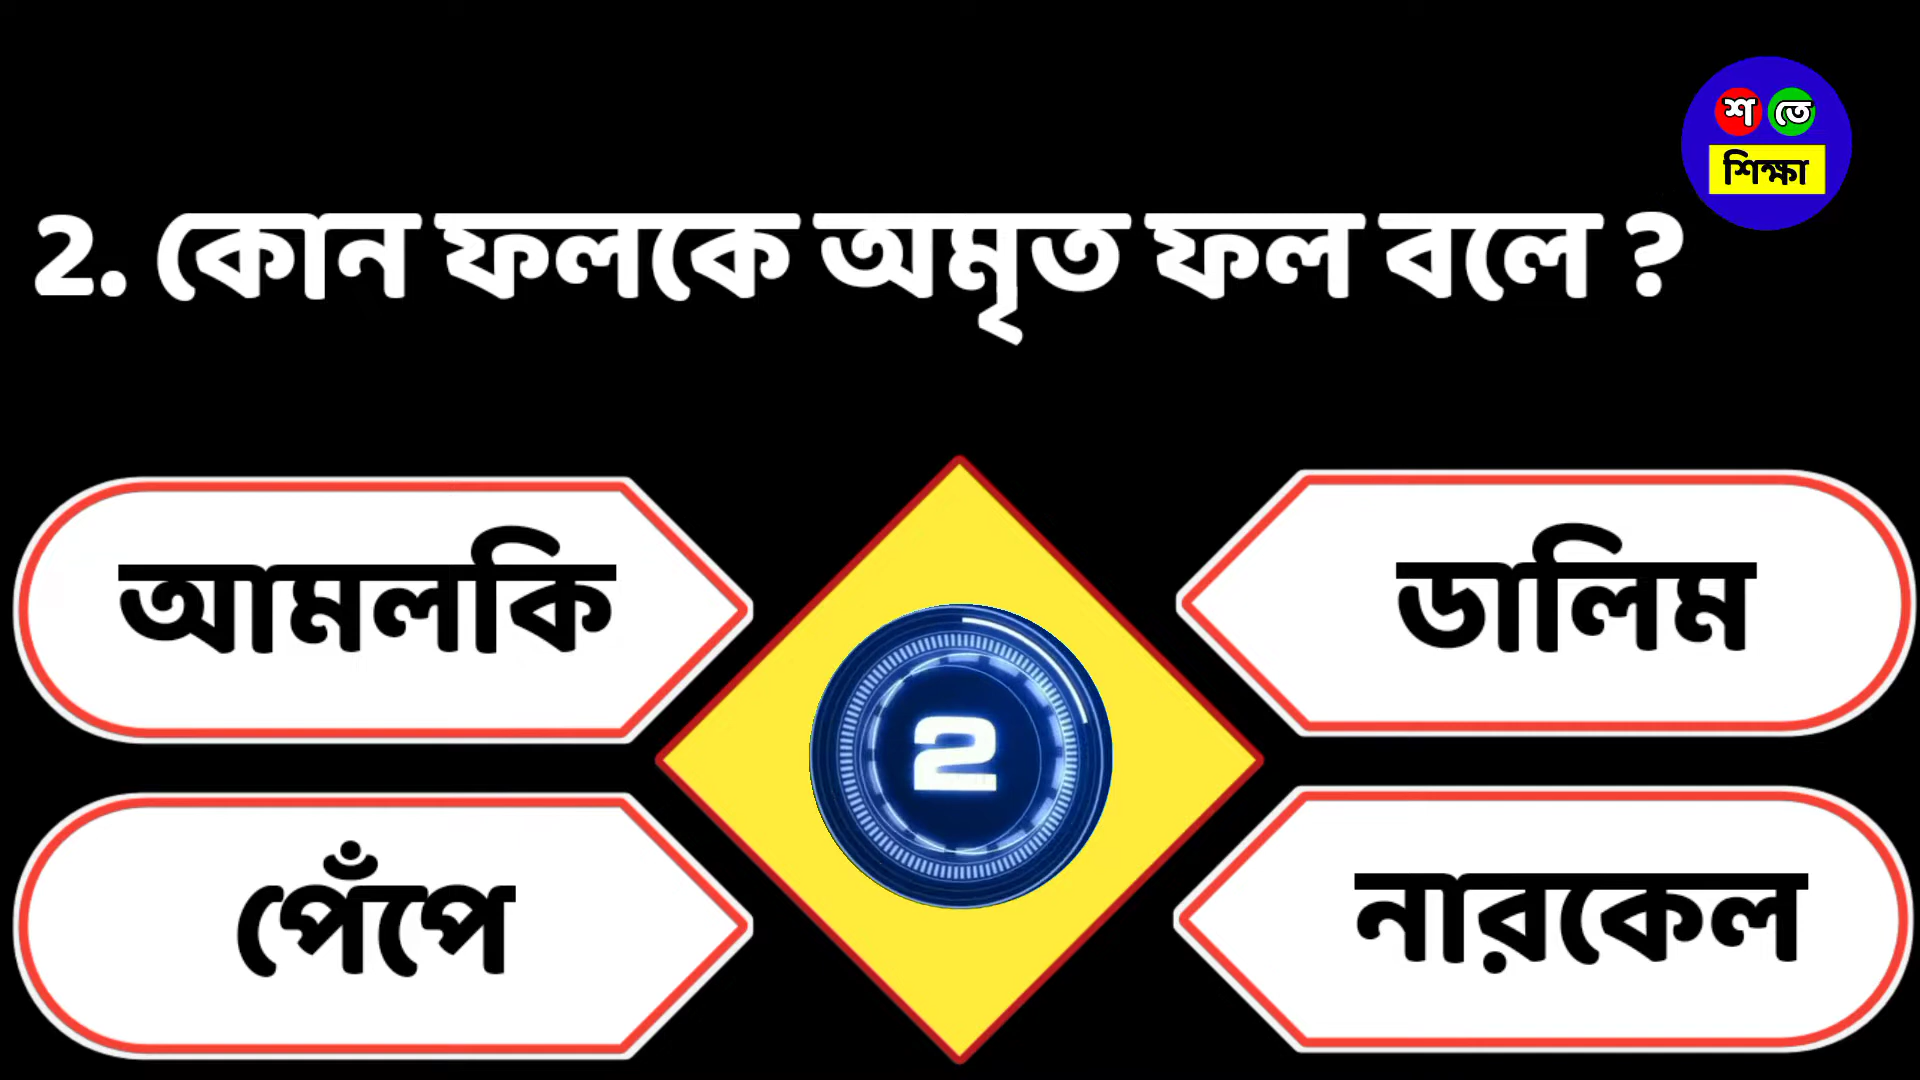 শ তে
শিক্ষা
2. কোন ফলকে অমৃত ফল বলে ?
আমলকি
ডালিম
2
পেঁপে
নারকেল